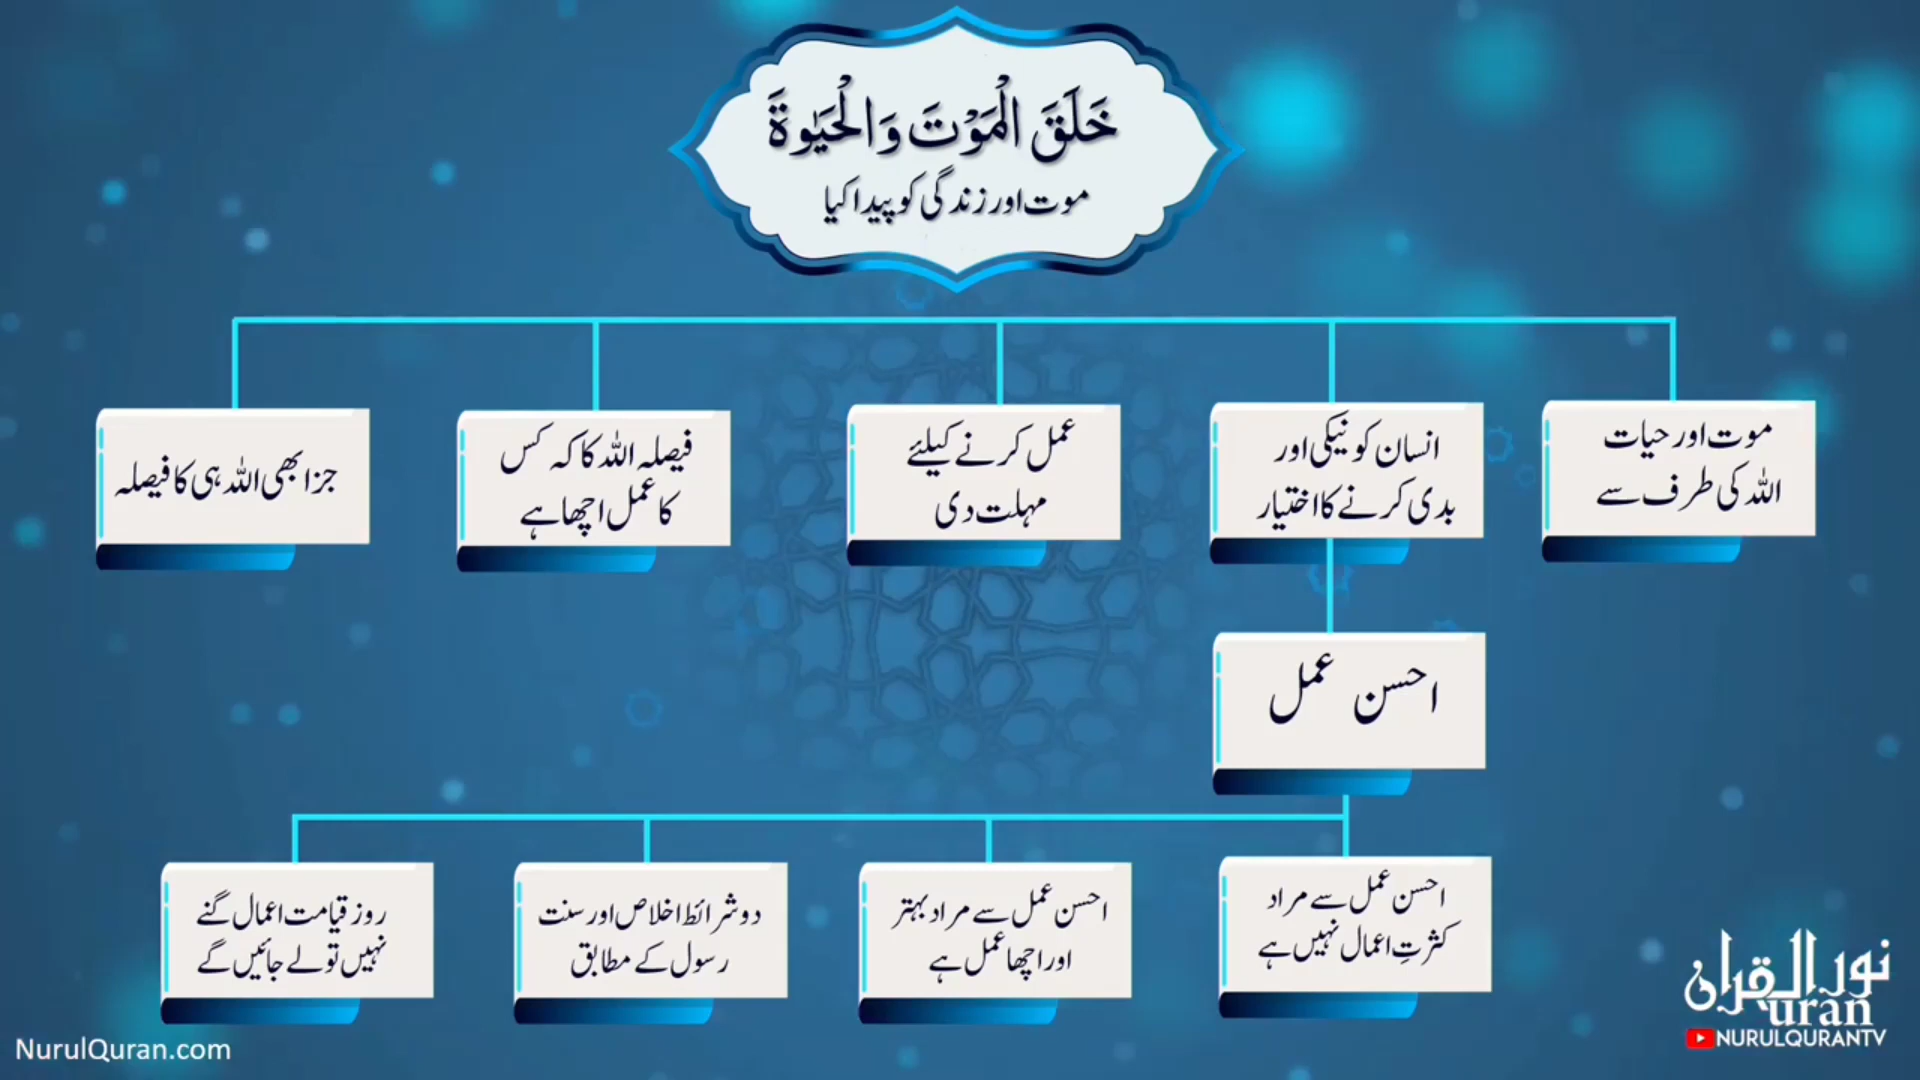 خَلَقَ الْمَوْتَ وَالْحَيٰوةَ
موت اور زندگی کو پیدا کیا
موت اور حیات
اللہ کی طرف سے
انسان کو نیکی اور
بدی کرنے کا اختیار
عمل کرنے کیلئے
مہلت دی
فیصلہ اللہ کا کہ کس
کا عمل اچھا ہے
جزا بھی اللہ ہی کا فیصلہ
احسن عمل
احسن عمل سے مراد
کثرتِ اعمال نہیں ہے
احسن عمل سے مراد بہتر
اور اچھا عمل ہے
دو شرائط اخلاص اور سنت
رسول کے مطابق
روز قیامت اعمال گنے
نہیں تولے جائیں گے
نور القرآن
uran
NURULQURANTV
NurulQuran.com